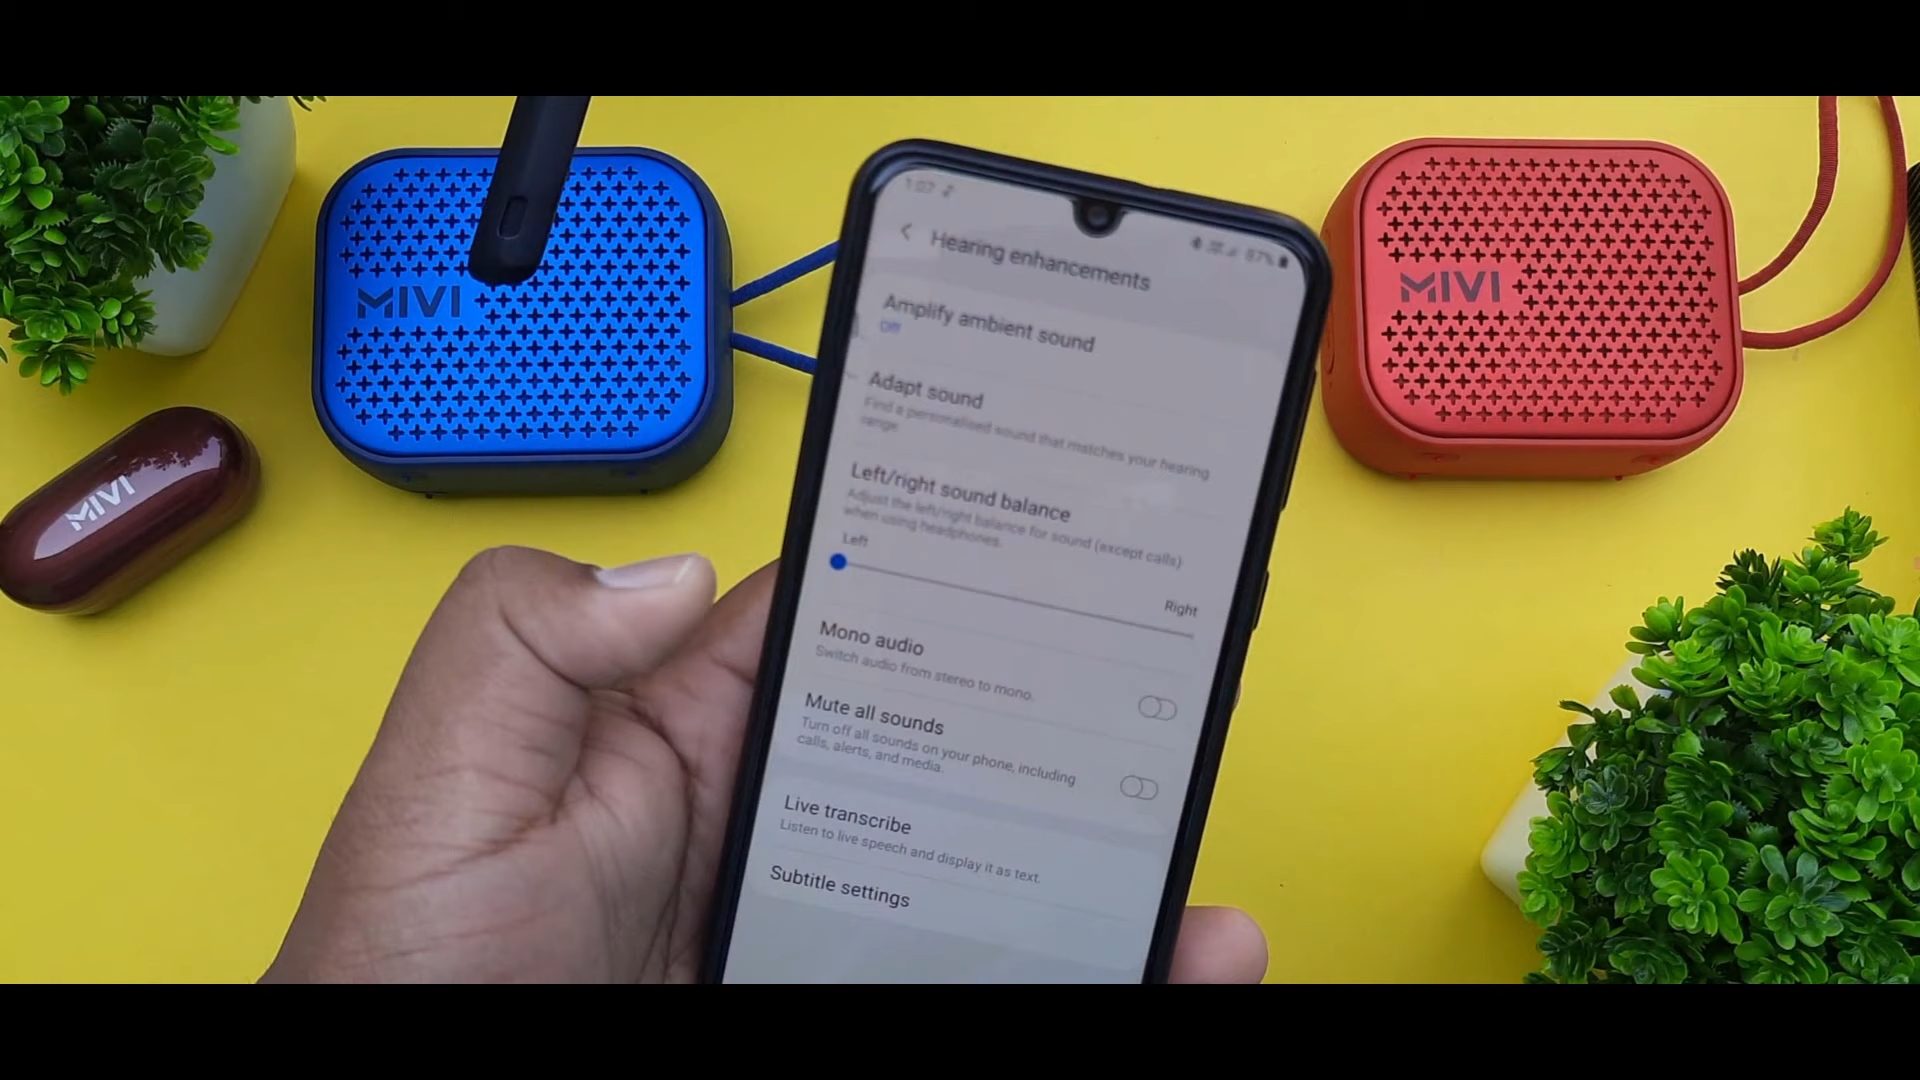 MIVI
MIVI
MIVI
1:07
87%
Hearing enhancements
Amplify ambient sound
Off
Adapt sound
Find a personalised sound that matches your hearing
range
Left/right sound balance
Adjust the left/right balance for sound (except calls)
when using headphones.
Left
Right
Mono audio
Switch audio from stereo to mono.
Mute all sounds
Turn off all sounds on your phone, including
calls, alerts, and media.
Live transcribe
Listen to live speech and display it as text.
Subtitle settings